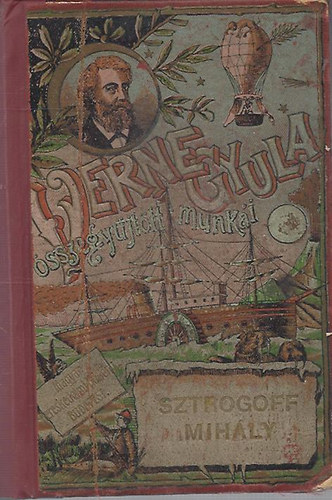 VERNE GYULA
összegyűjtött munkái
SZTROGOFF
MIHÁLY